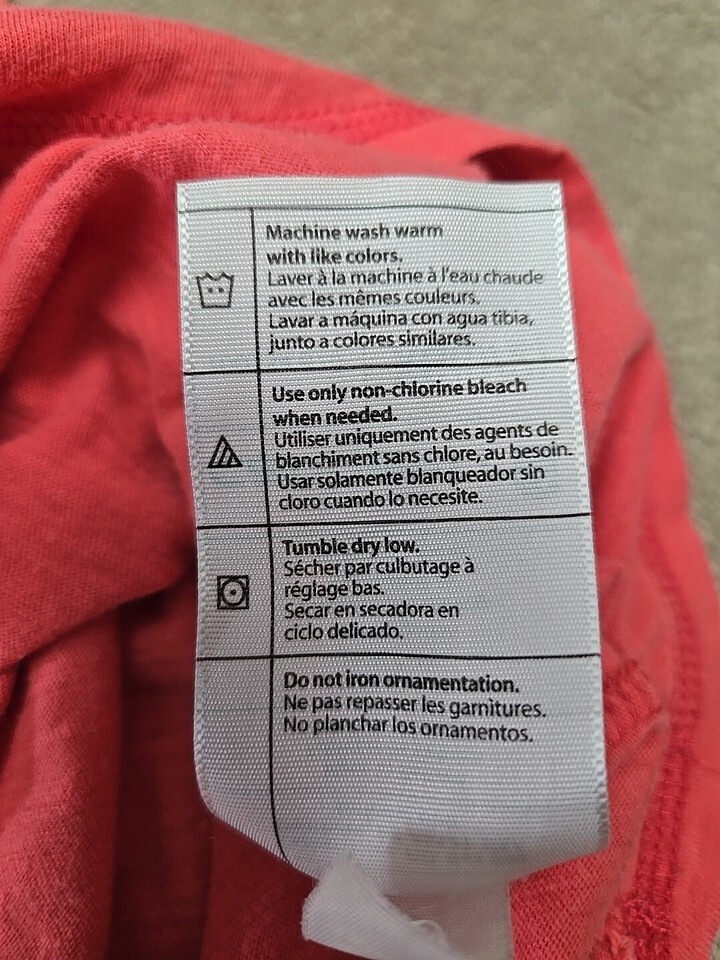 Machine wash warm
with like colors.
Laver à la machine à l'eau chaude
avec les mêmes couleurs.
Lavar a máquina con agua tibia,
junto a colores similares.
Use only non-chlorine bleach
when needed.
Utiliser uniquement des agents de
blanchiment sans chlore, au besoin.
Usar solamente blanqueador sin
cloro cuando lo necesite.
Tumble dry low.
Sécher par culbutage à
réglage bas.
Secar en secadora en
ciclo delicado.
Do not iron ornamentation.
Ne pas repasser les garnitures.
No planchar los ornamentos.